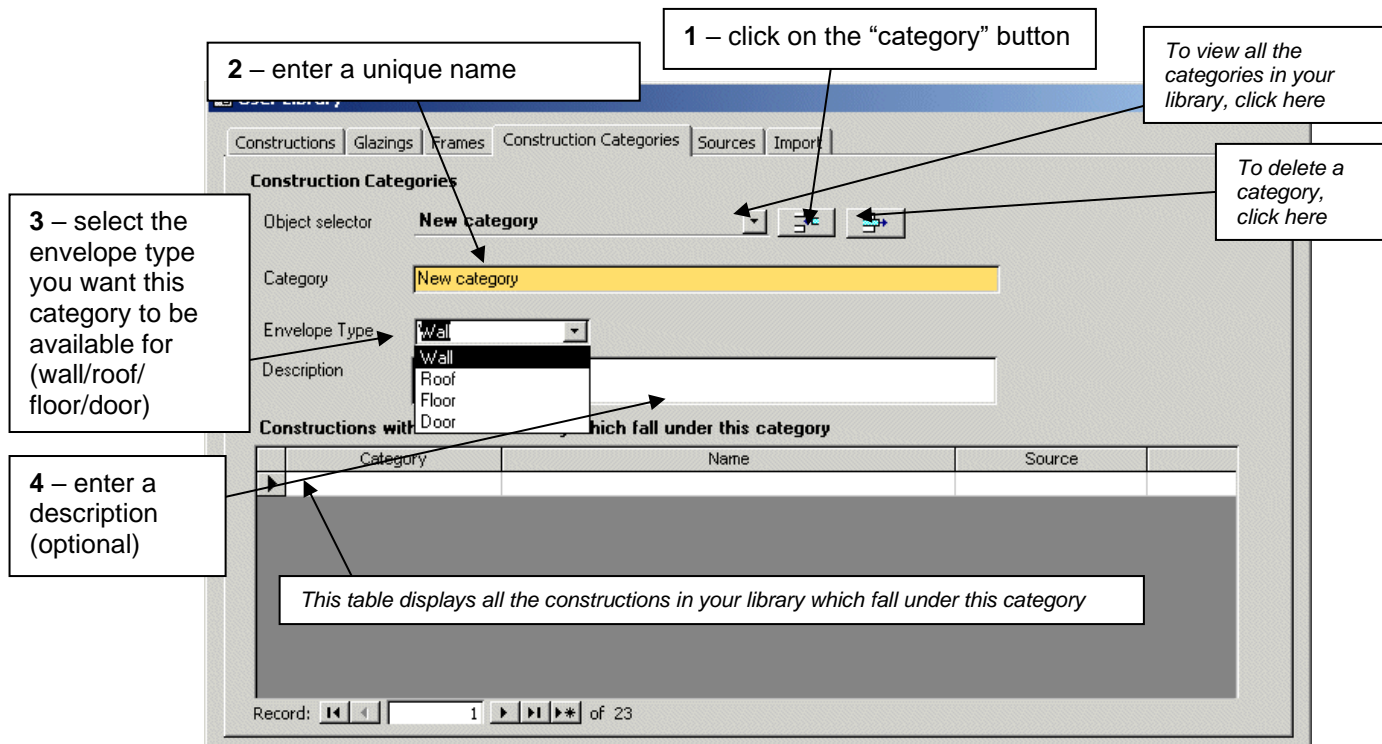 1 – click on the “category” button
2 – enter a unique name
To view all the
categories in your
library, click here
Constructions Glazings Frames Construction Categories Sources Import
To delete a
category,
click here
Construction Categories
3 – select the
envelope type
you want this
category to be
available for
(wall/roof/
floor/door)
Object selector New category
Category New category
Envelope Type Wall
Wall
Roof
Floor
Door
Description
Constructions with which fall under this category
Category Name Source
4 – enter a
description
(optional)
This table displays all the constructions in your library which fall under this category
Record: 1 of 23